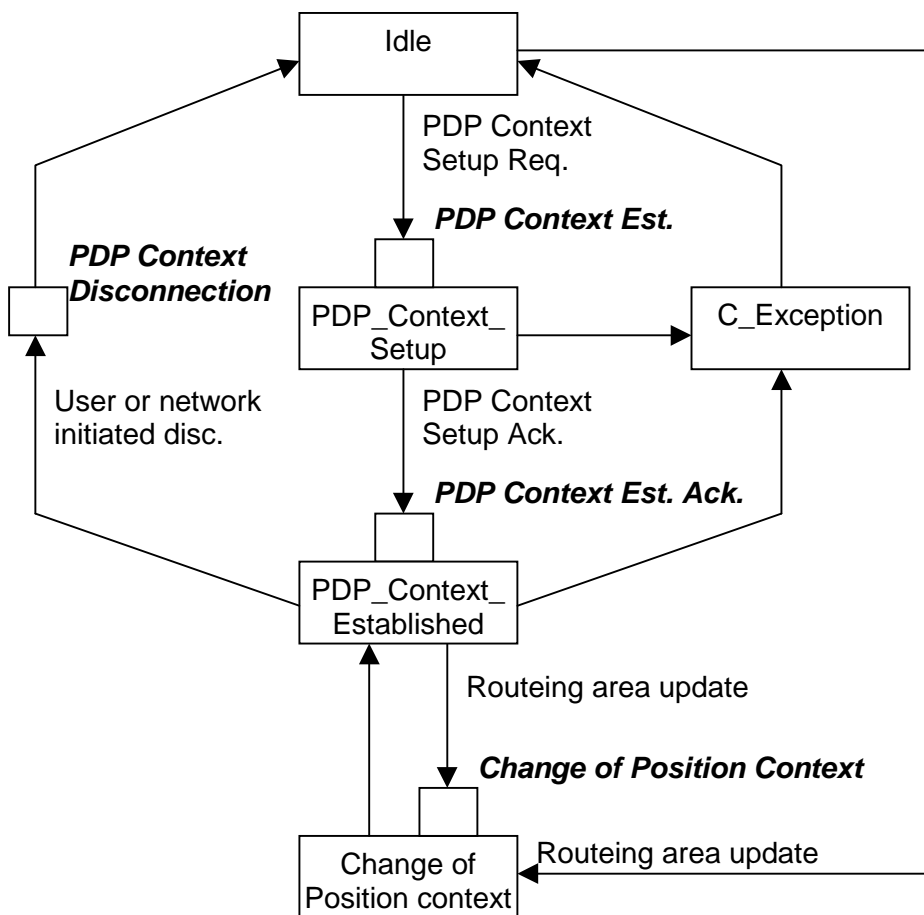 Idle
PDP Context
Setup Req.
PDP Context Est.
PDP Context
Disconnection
PDP_Context_
Setup
C_Exception
User or network
initiated disc.
PDP Context
Setup Ack.
PDP Context Est. Ack.
PDP_Context_
Established
Routeing area update
Change of Position Context
Change of
Position context
Routeing area update